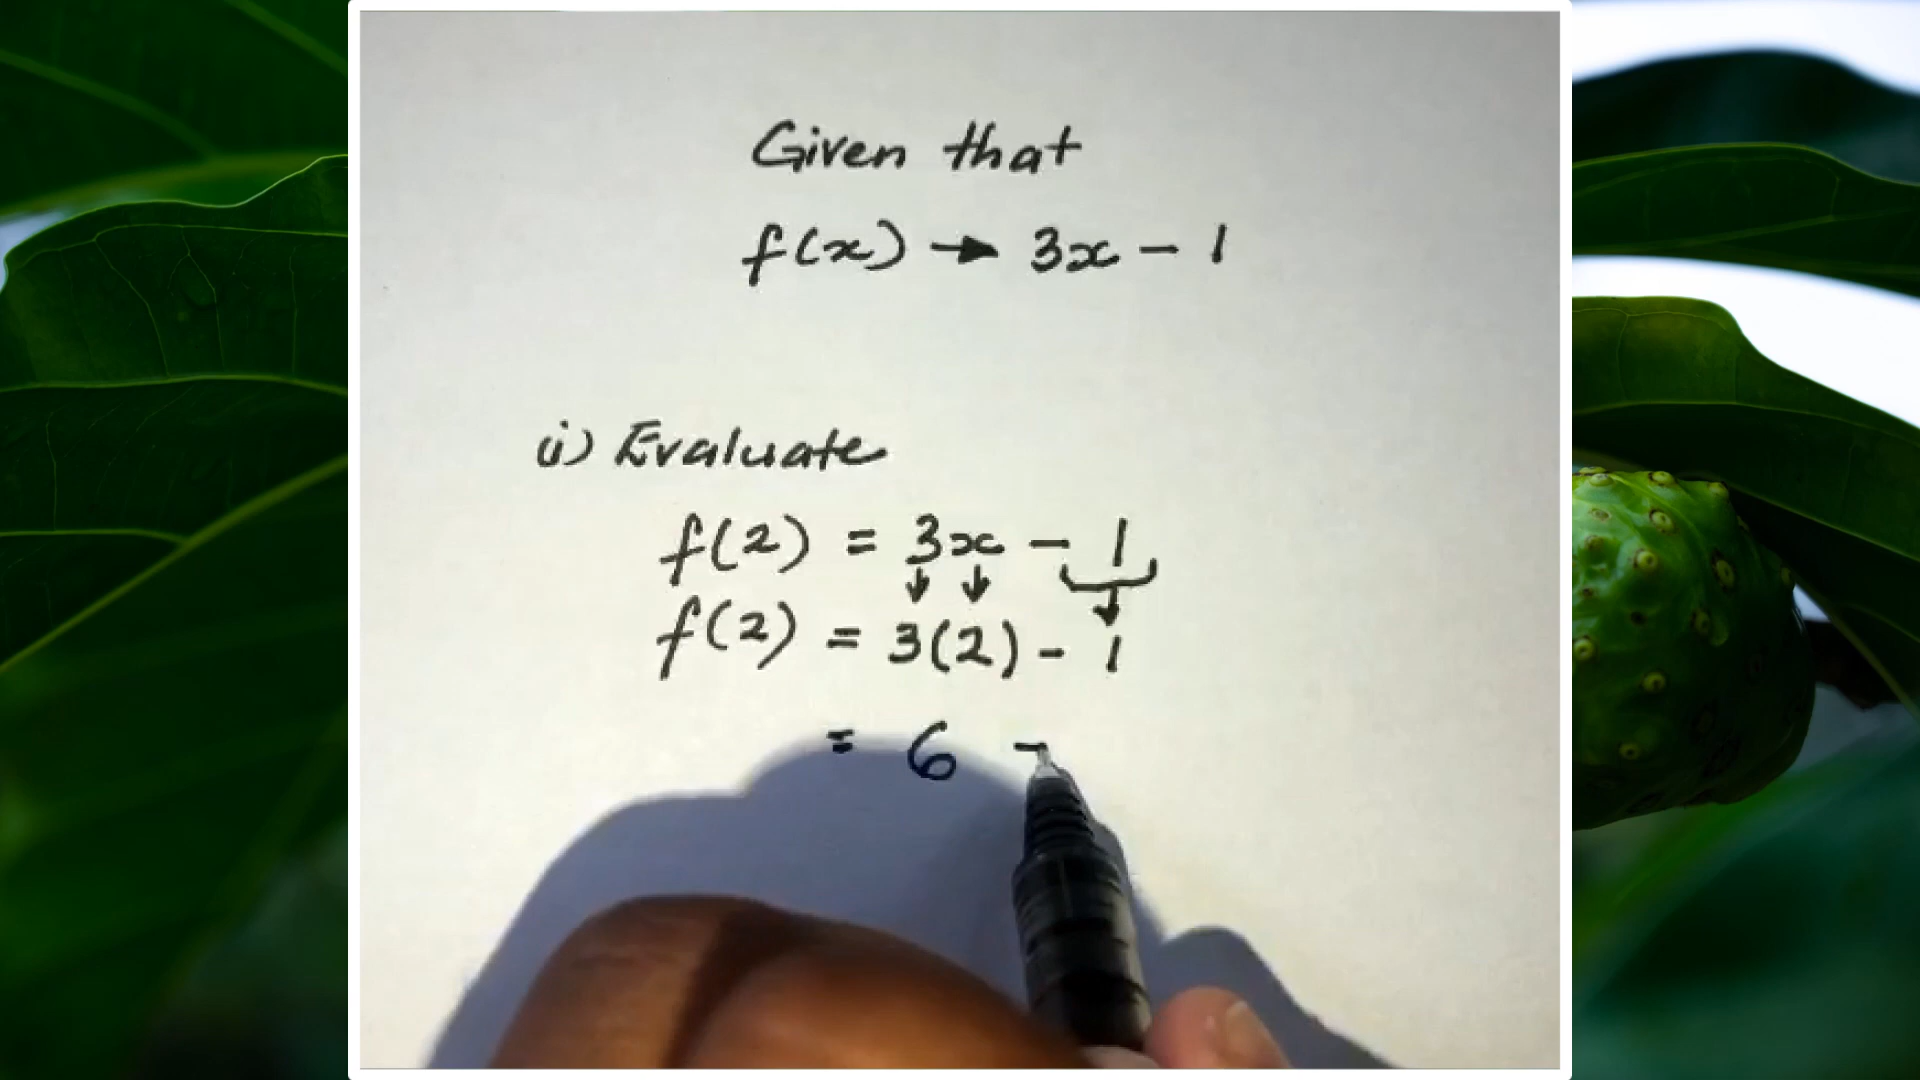 Given that
f(x) → 3x - 1
i) Evaluate
f(2) = 3x - 1
f(2) = 3(2) - 1
= 6 -